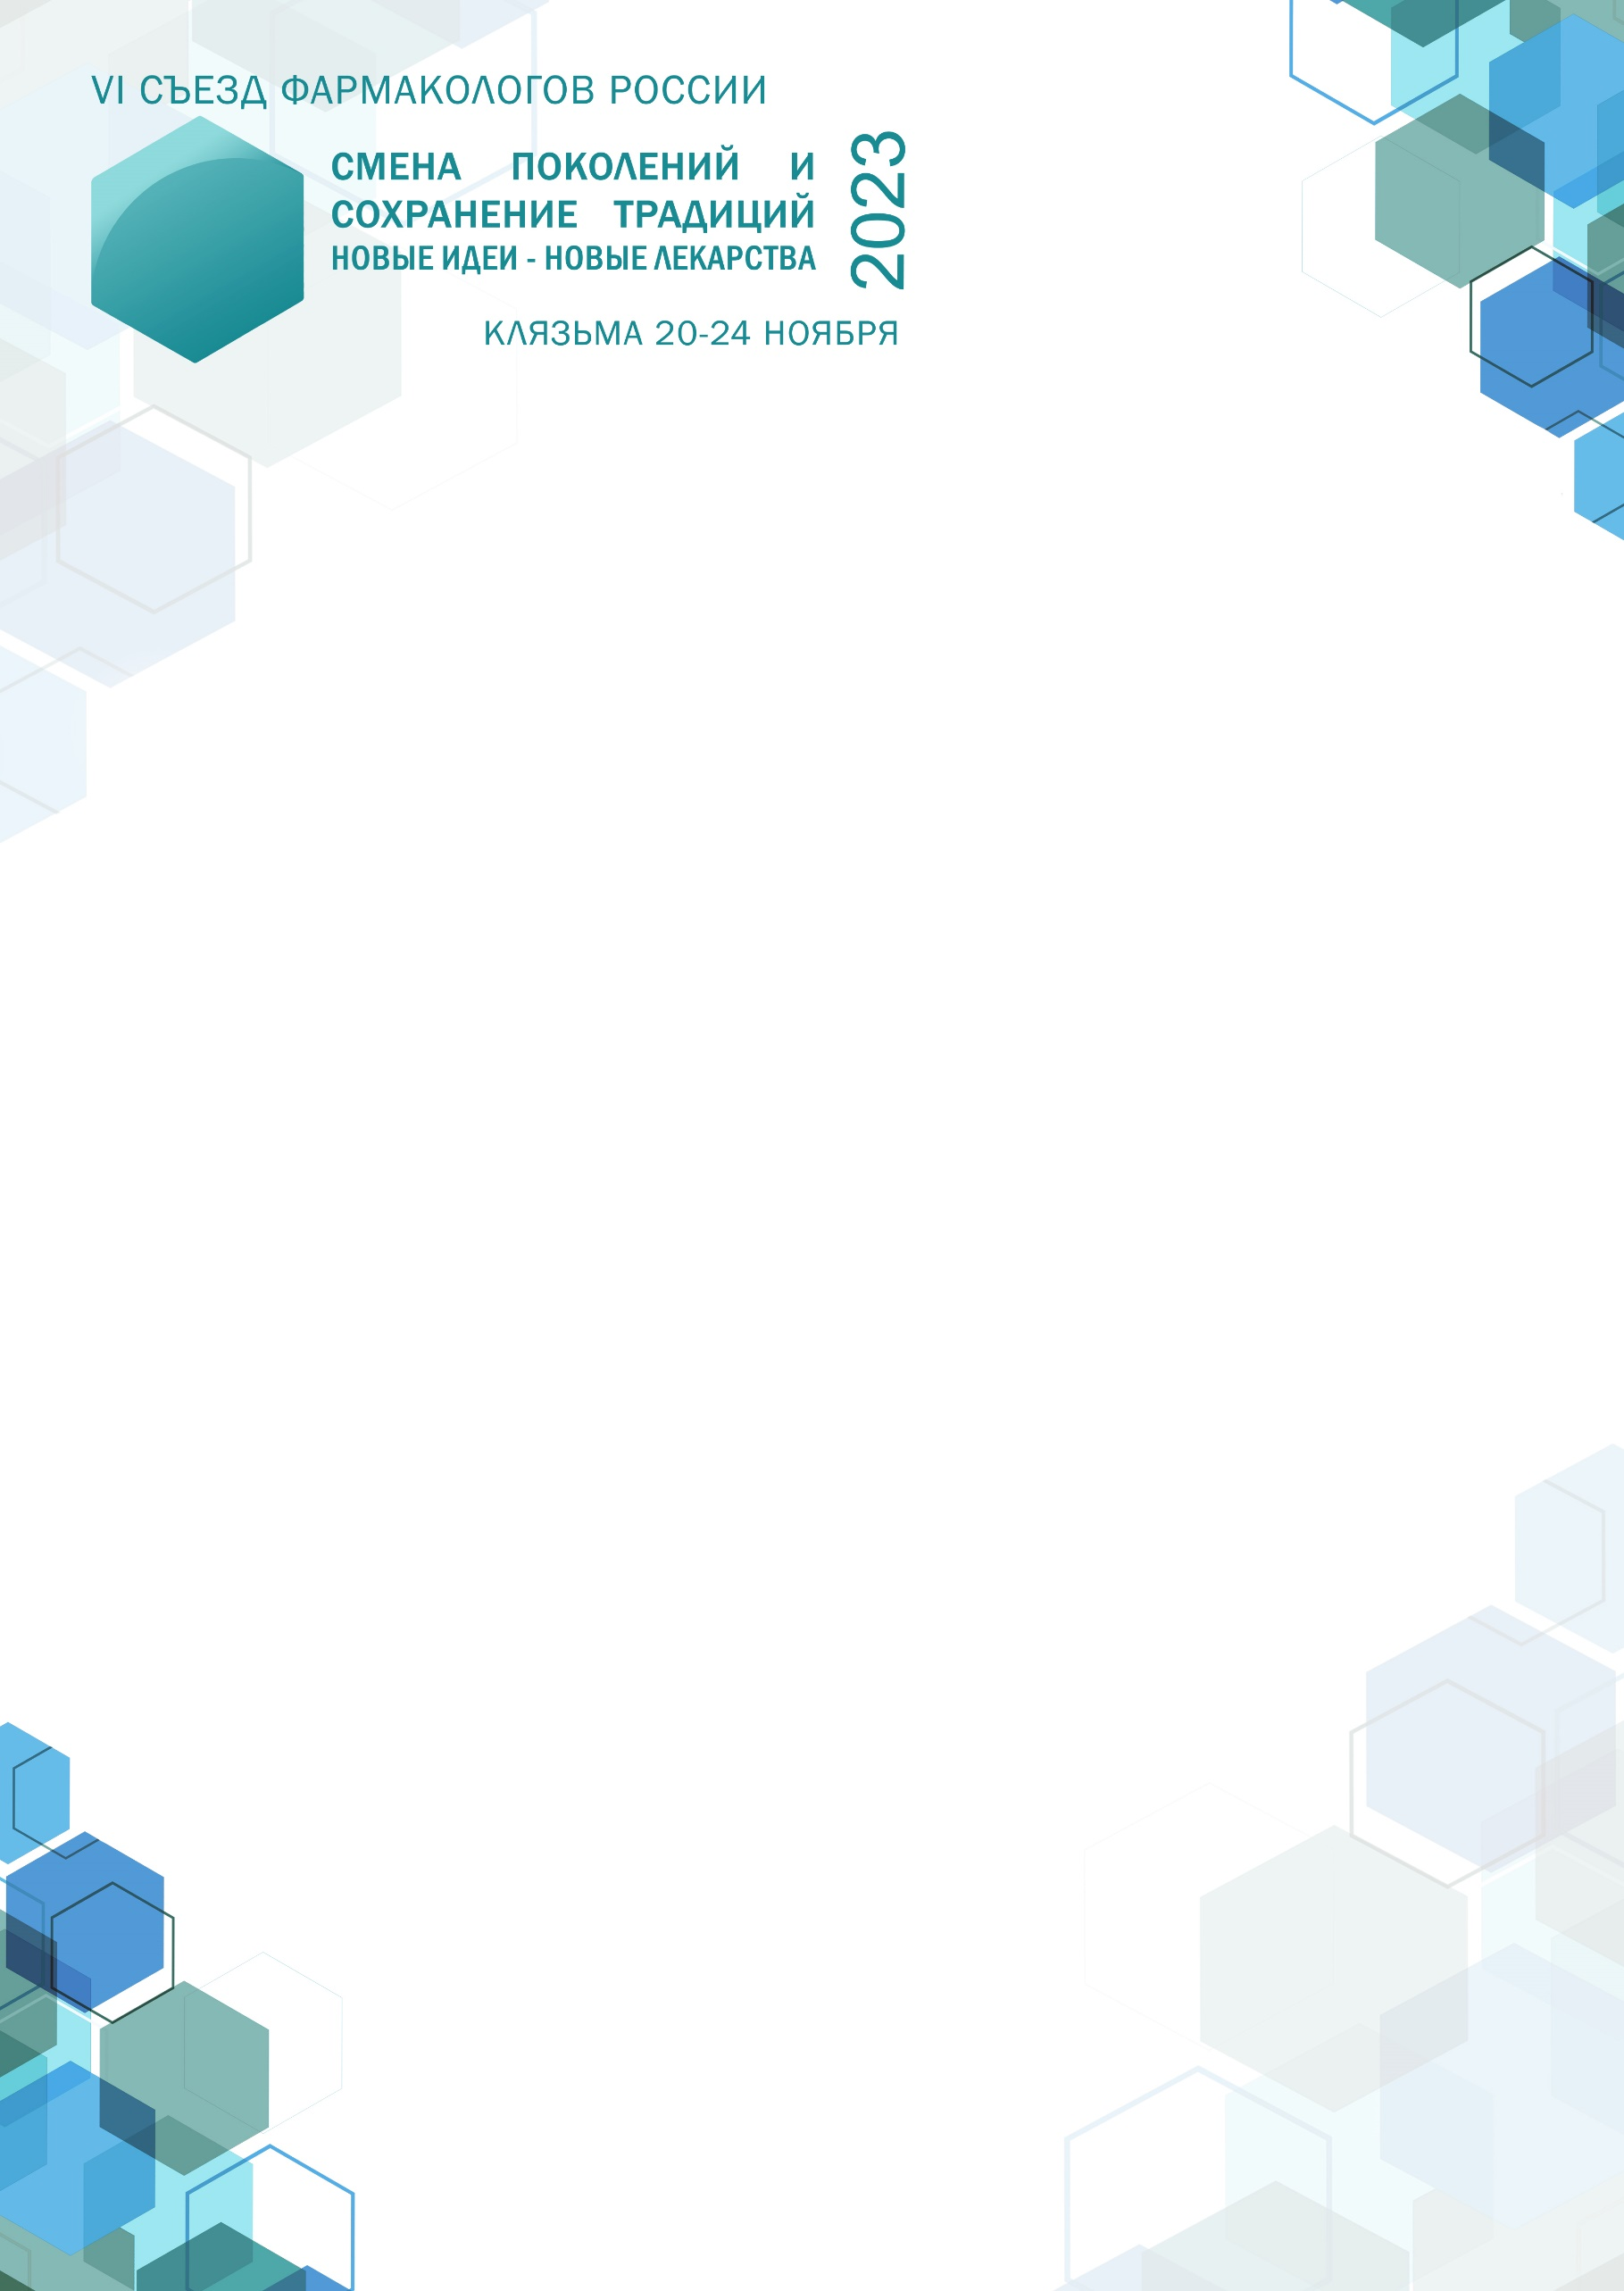 VI СЪЕЗД ФАРМАКОЛОГОВ РОССИИ
СМЕНА ПОКОЛЕНИЙ И
СОХРАНЕНИЕ ТРАДИЦИЙ
НОВЫЕ ИДЕИ - НОВЫЕ ЛЕКАРСТВА
2023
КЛЯЗЬМА 20-24 НОЯБРЯ